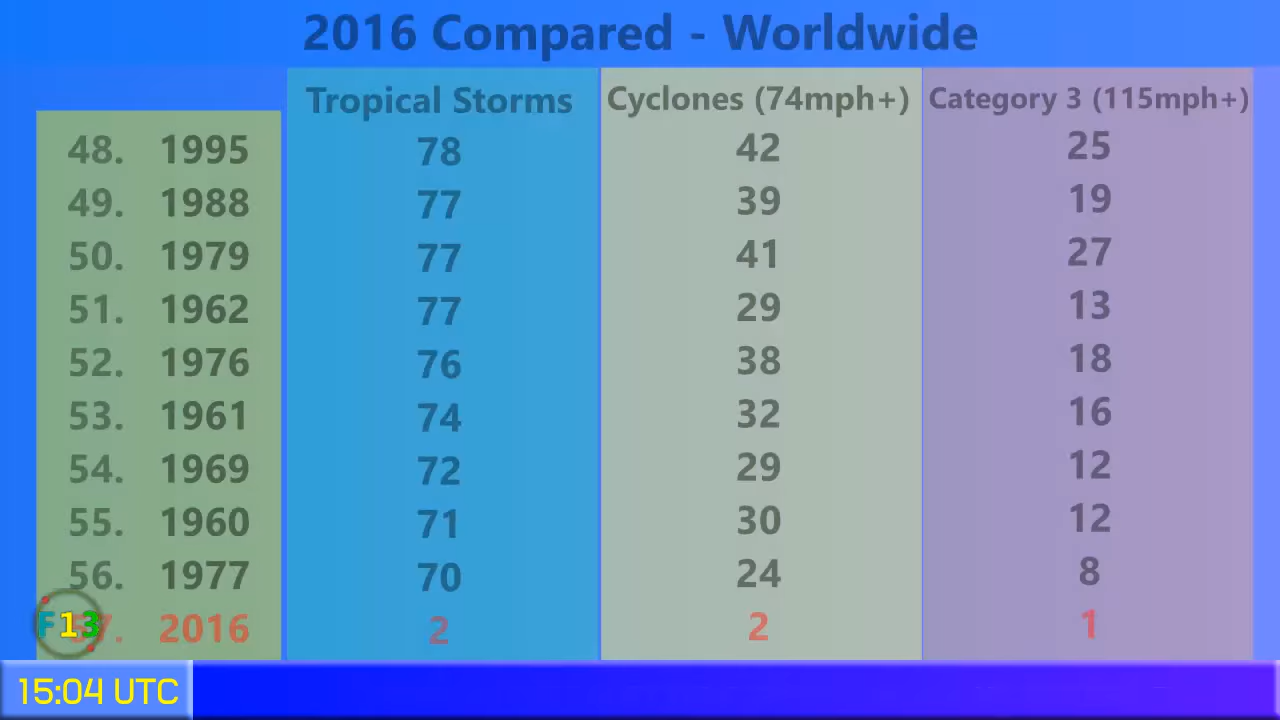 2016 Compared - Worldwide
Tropical Storms Cyclones (74mph+) Category 3 (115mph+)
48. 1995 78 42 25
49. 1988 77 39 19
50. 1979 77 41 27
51. 1962 77 29 13
52. 1976 76 38 18
53. 1961 74 32 16
54. 1969 72 29 12
55. 1960 71 30 12
56. 1977 70 24 8
57. 2016 2 2 1
F13
15:04 UTC